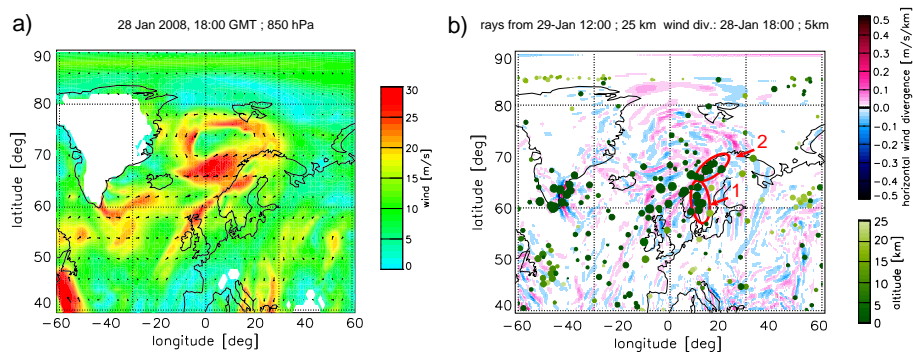 a)
28 Jan 2008, 18:00 GMT ; 850 hPa
90
80
70
60
50
40
latitude [deg]
−60 −40 −20 0 20 40 60
longitude [deg]
30
25
20
15
10
5
0
wind [m/s]
b)
rays from 29-Jan 12:00 ; 25 km wind div.: 28-Jan 18:00 ; 5km
90
80
70
60
50
40
latitude [deg]
2
1
−60 −40 −20 0 20 40 60
longitude [deg]
0.5
0.4
0.3
0.2
0.1
0.0
−0.1
−0.2
−0.3
−0.4
−0.5
horizontal wind divergence [m/s/km]
25
20
15
10
5
0
altitude [km]